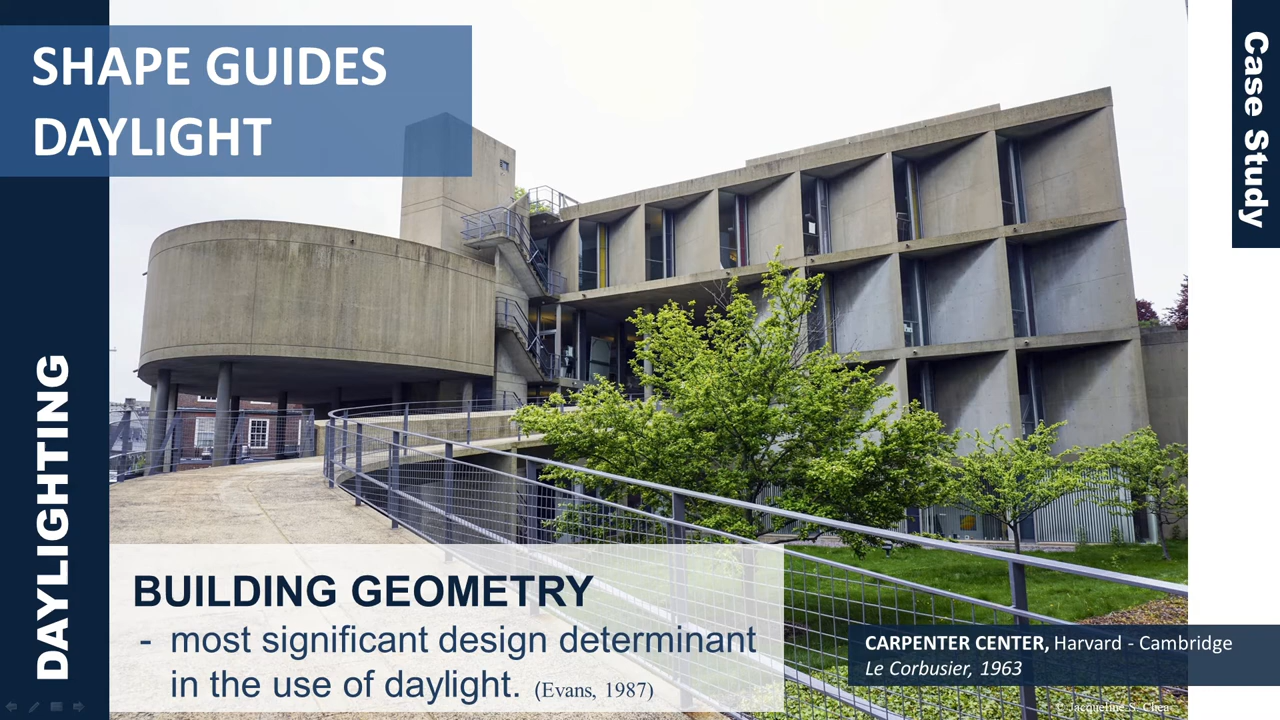 SHAPE GUIDES
DAYLIGHT
Case Study
DAYLIGHTING
BUILDING GEOMETRY
- most significant design determinant
in the use of daylight. (Evans, 1987)
CARPENTER CENTER, Harvard - Cambridge
Le Corbusier, 1963
© Jacqueline S. Chea